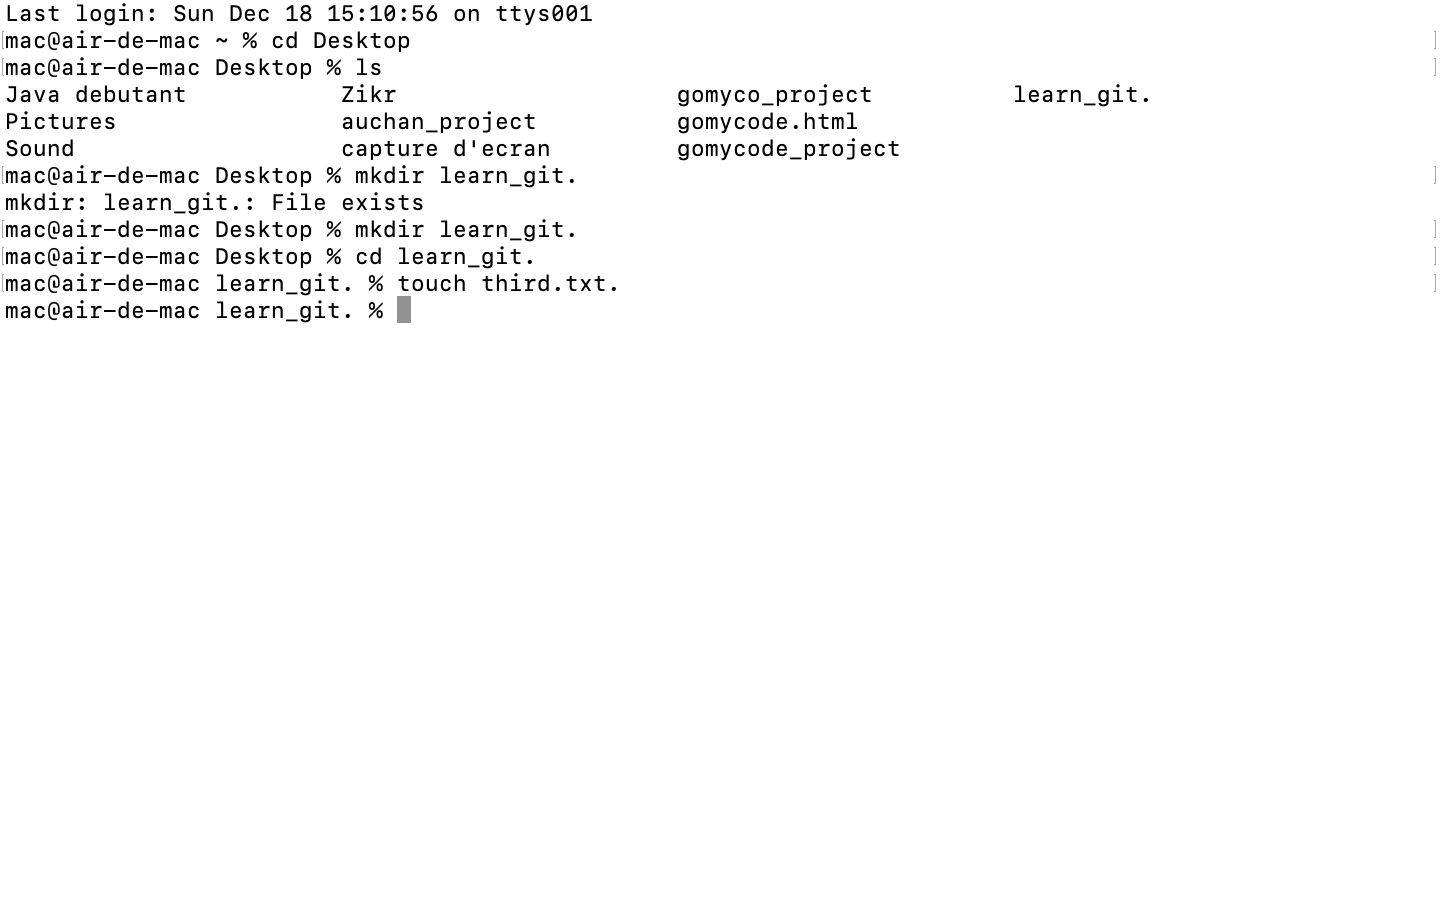 Last login: Sun Dec 18 15:10:56 on ttys001
[mac@air-de-mac ~ % cd Desktop ]
[mac@air-de-mac Desktop % ls ]
Java debutant Zikr gomyco_project learn_git.
Pictures auchan_project gomycode.html
Sound capture d'ecran gomycode_project
[mac@air-de-mac Desktop % mkdir learn_git. ]
mkdir: learn_git.: File exists
[mac@air-de-mac Desktop % mkdir learn_git. ]
[mac@air-de-mac Desktop % cd learn_git. ]
[mac@air-de-mac learn_git. % touch third.txt. ]
mac@air-de-mac learn_git. %